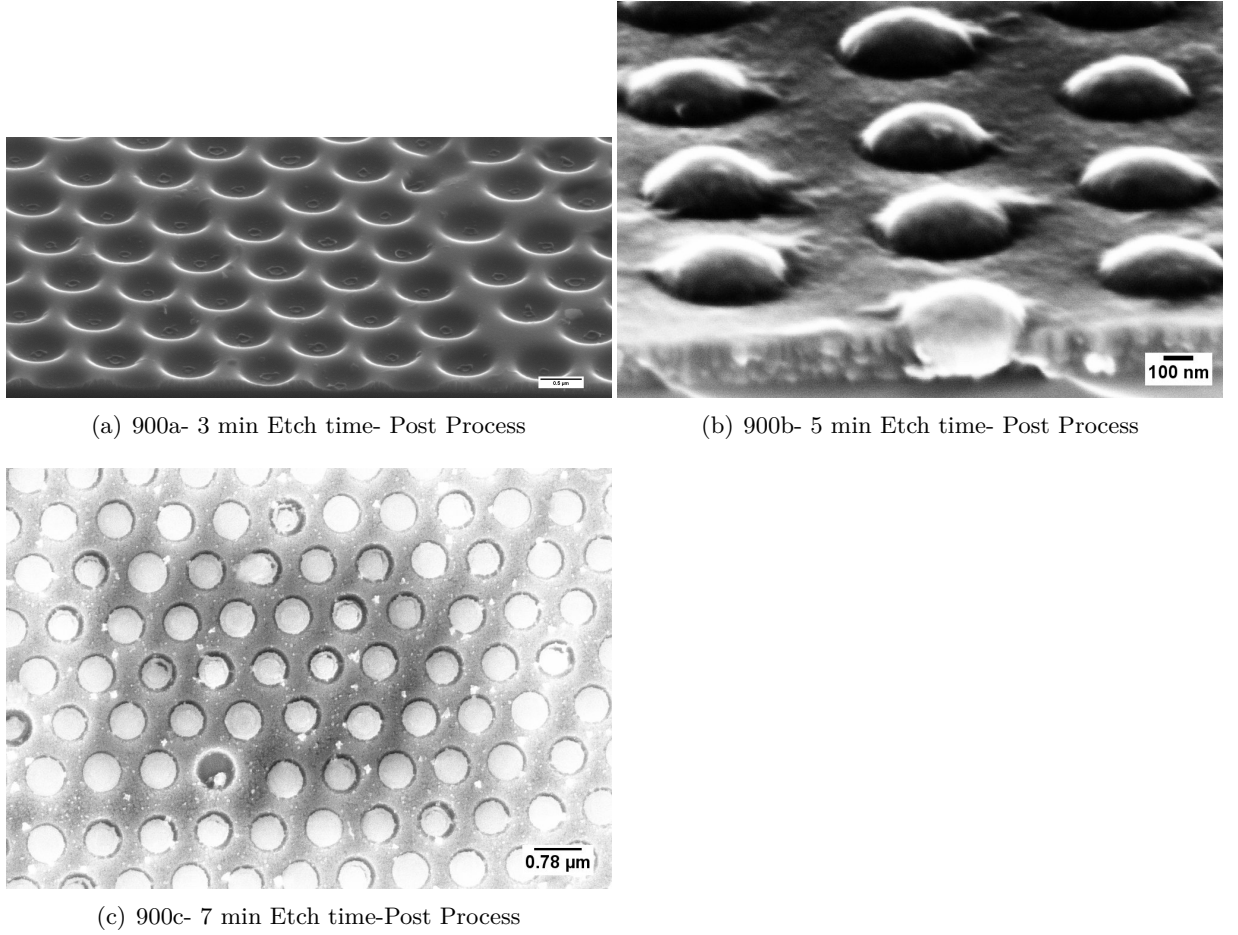 0.5 µm
100 nm
(a) 900a- 3 min Etch time- Post Process
(b) 900b- 5 min Etch time- Post Process
0.78 µm
(c) 900c- 7 min Etch time-Post Process